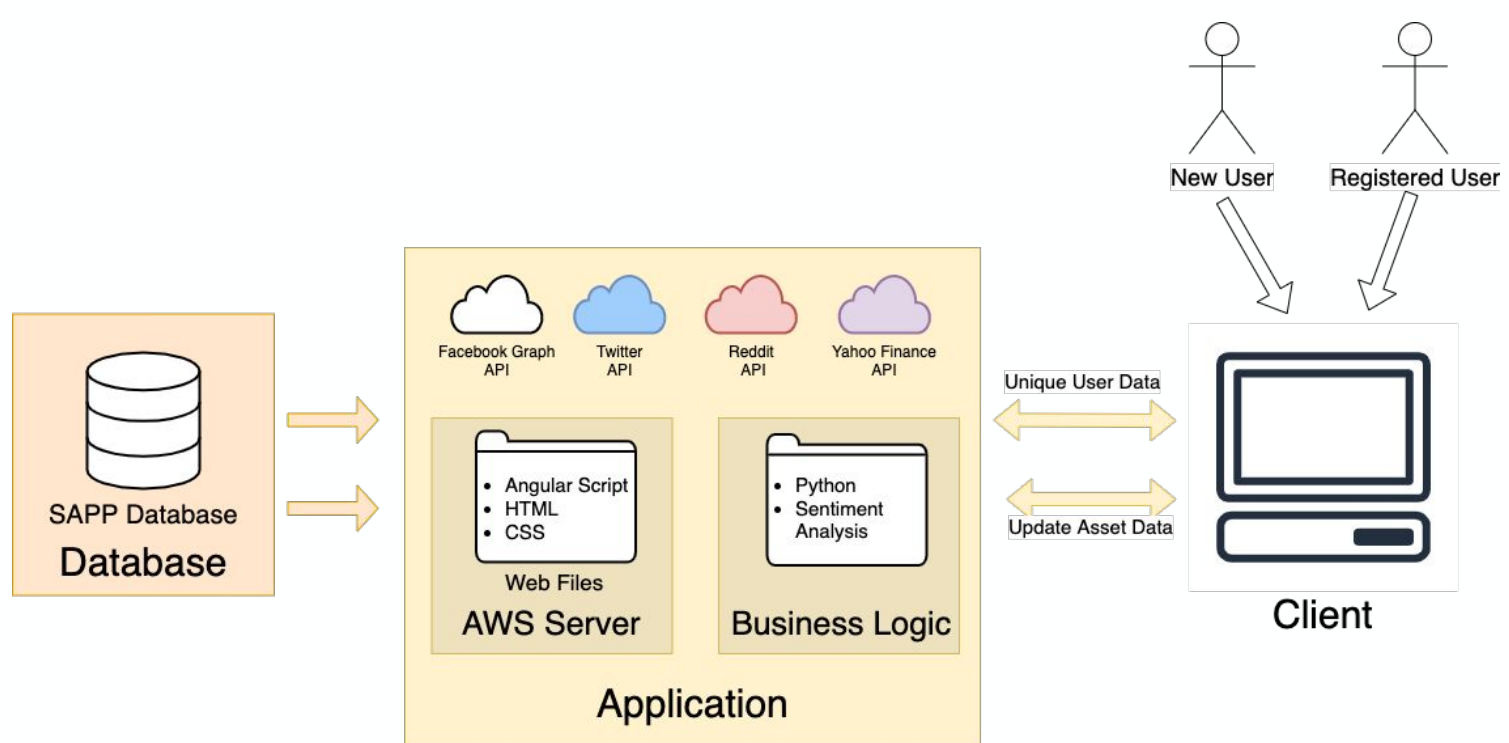 New User
Registered User
Facebook Graph
API
Twitter
API
Reddit
API
Yahoo Finance
API
Unique User Data
Update Asset Data
SAPP Database
Database
• Angular Script
• HTML
• CSS
Web Files
AWS Server
• Python
• Sentiment
Analysis
Business Logic
Client
Application